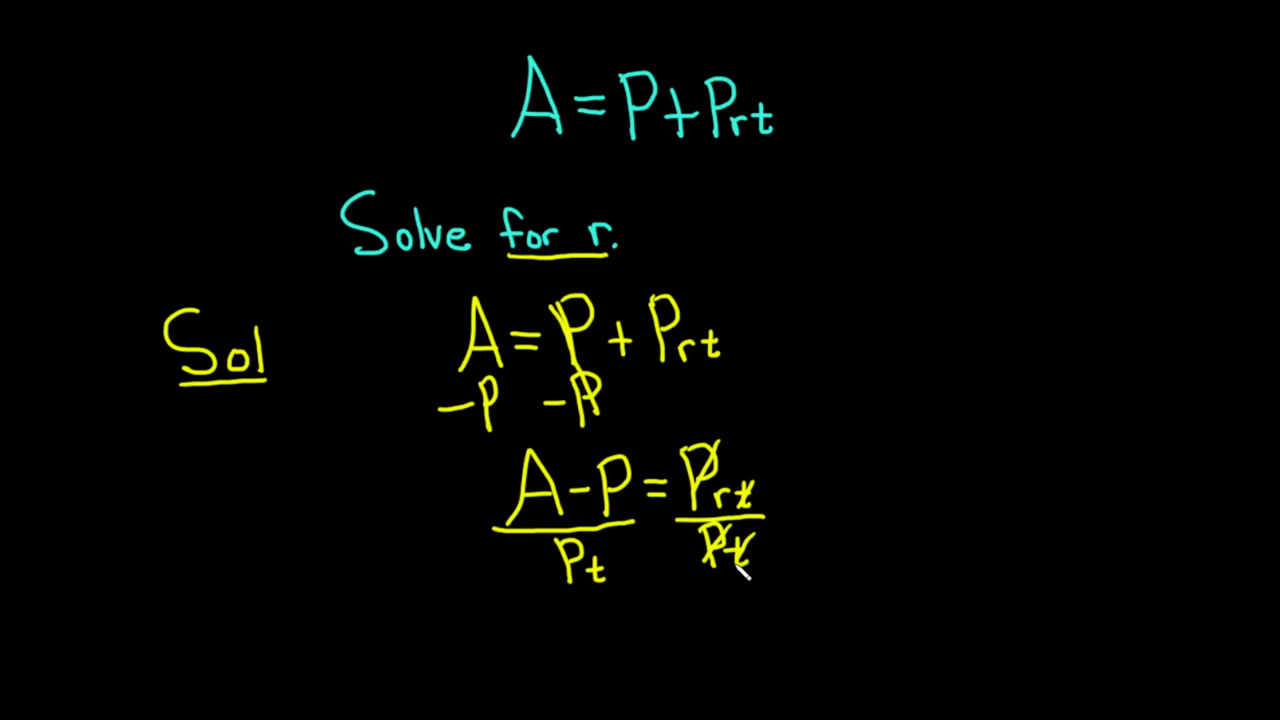 A = P + Prt
Solve for r.
Sol
A = P + Prt
-P -P
A - P = Prt
Pt Pt